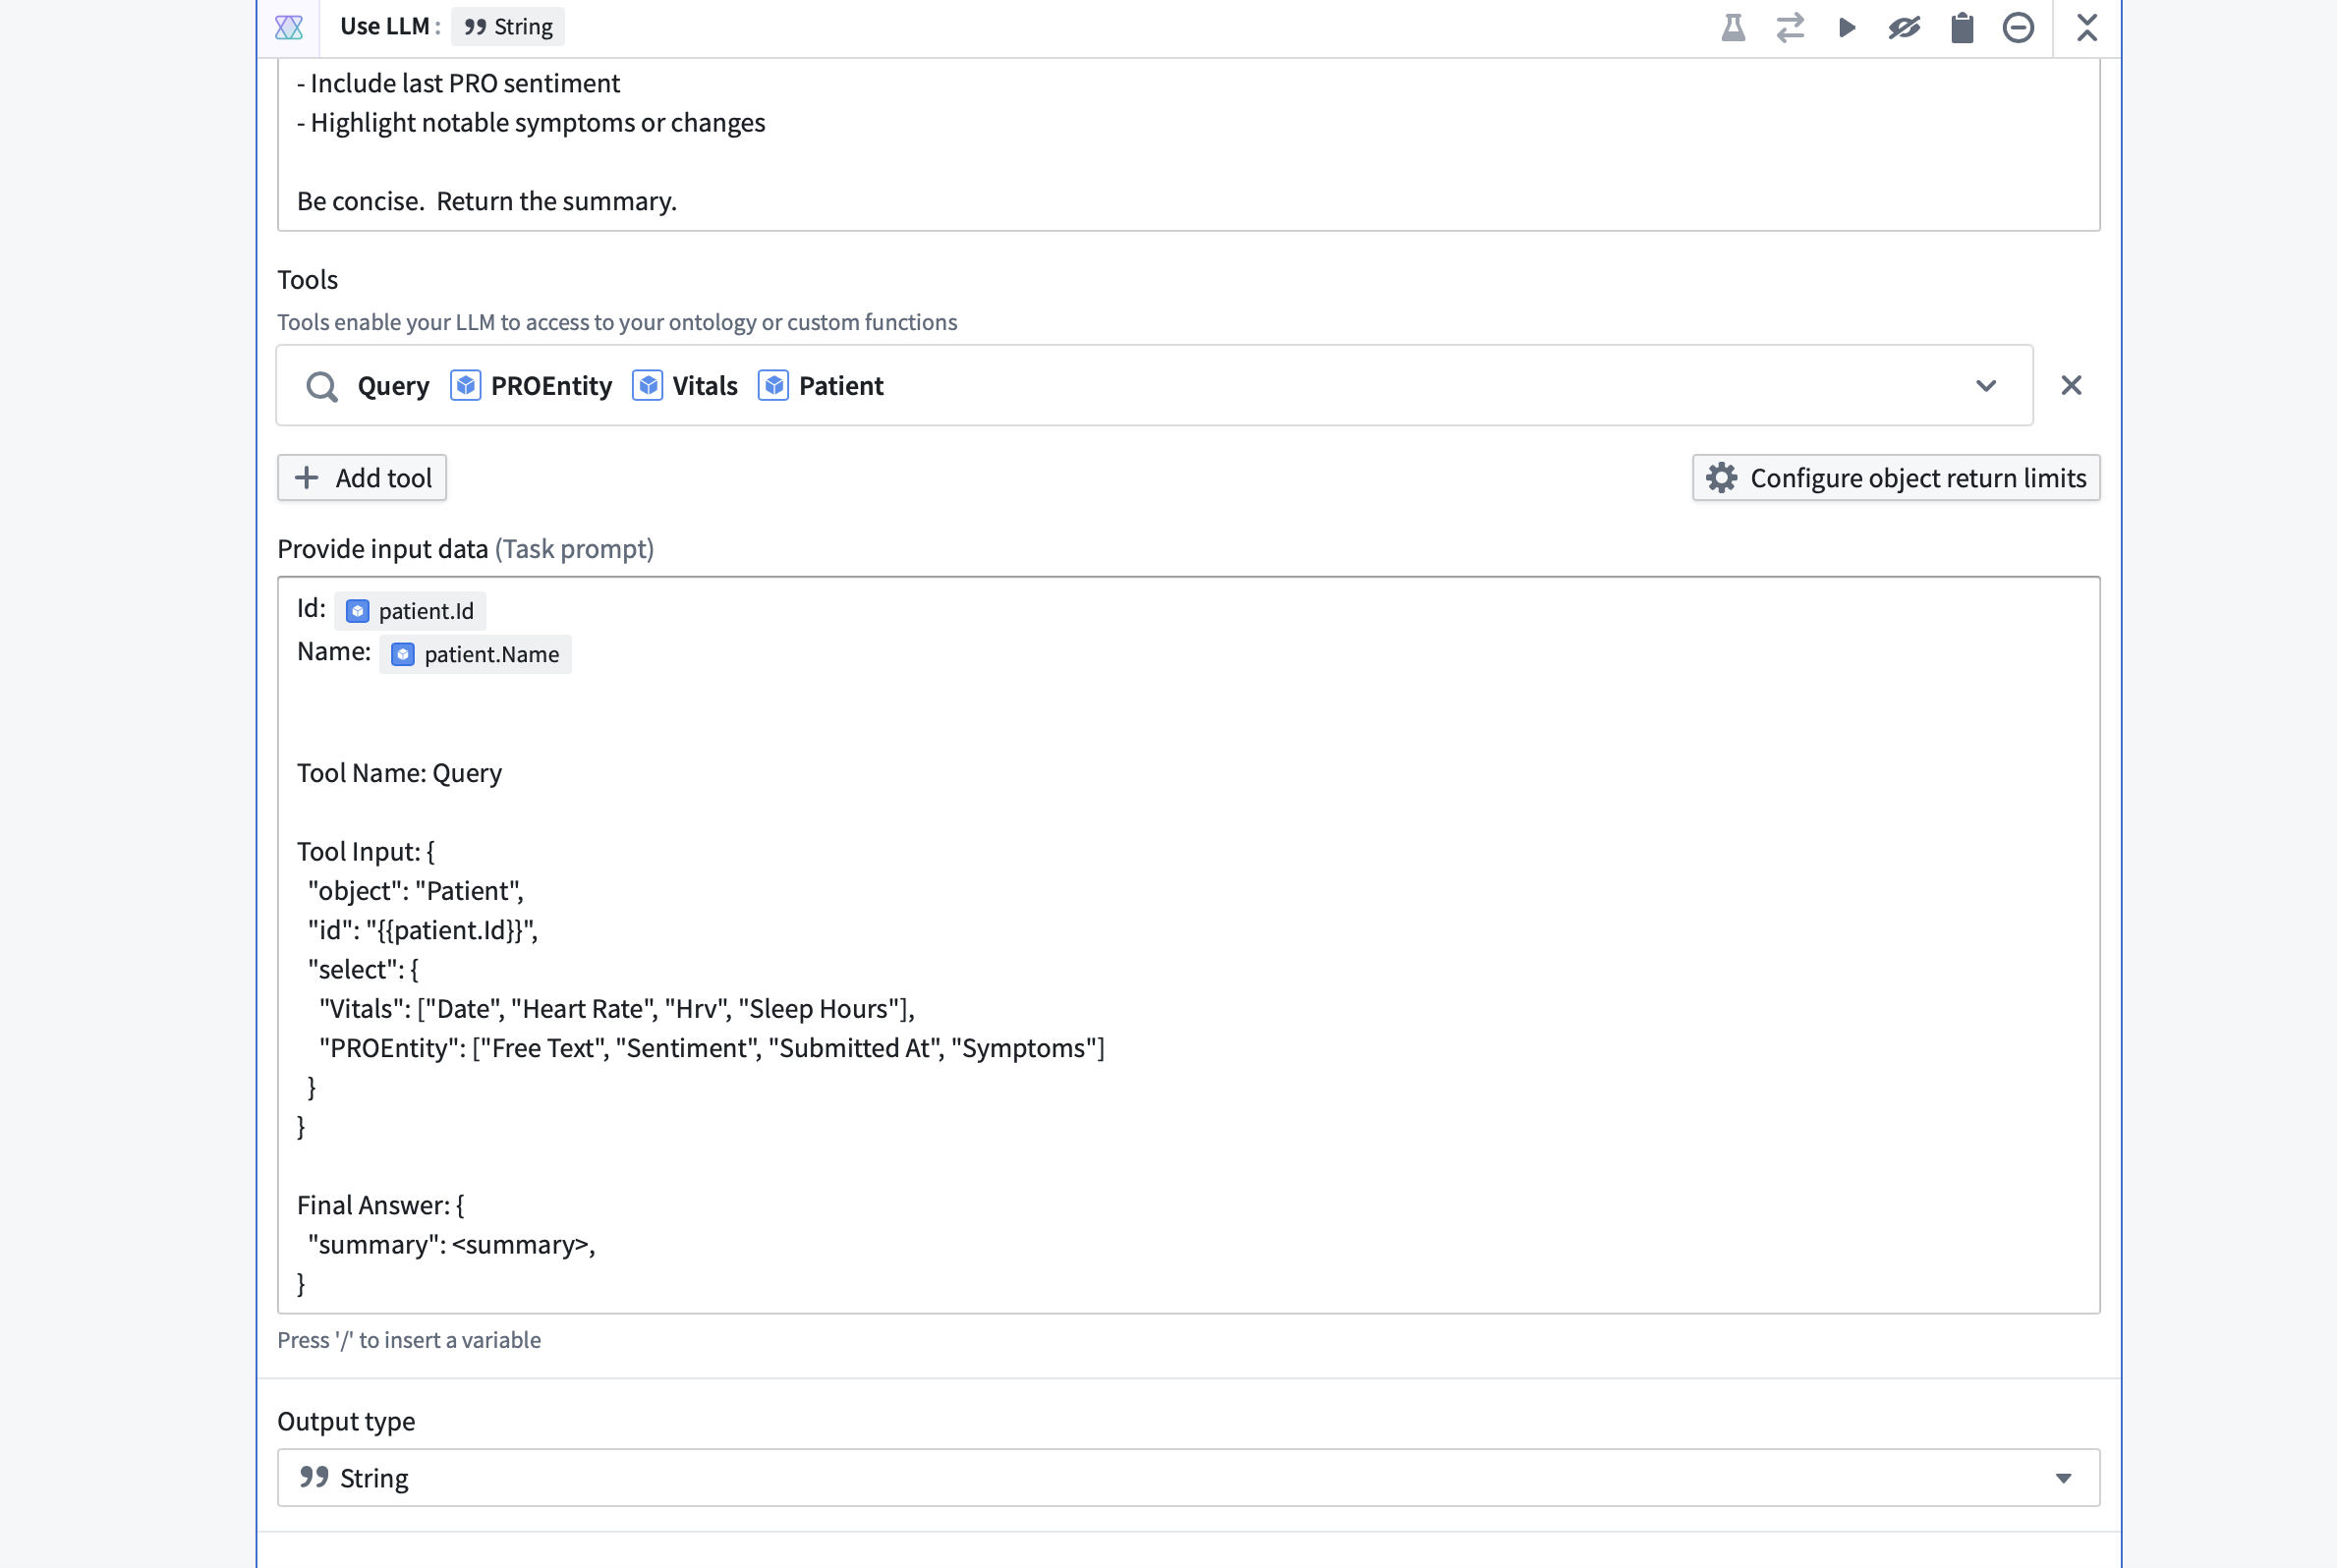 Use LLM : String
- Include last PRO sentiment
- Highlight notable symptoms or changes
Be concise.  Return the summary.
Tools
Tools enable your LLM to access to your ontology or custom functions
Query PROEntity Vitals Patient
Add tool
Configure object return limits
Provide input data (Task prompt)
Id: patient.Id
Name: patient.Name
Tool Name: Query
Tool Input: {
"object": "Patient",
"id": "{{patient.Id}}",
"select": {
"Vitals": ["Date", "Heart Rate", "Hrv", "Sleep Hours"],
"PROEntity": ["Free Text", "Sentiment", "Submitted At", "Symptoms"]
}
}
Final Answer: {
"summary": <summary>,
}
Press '/' to insert a variable
Output type
String